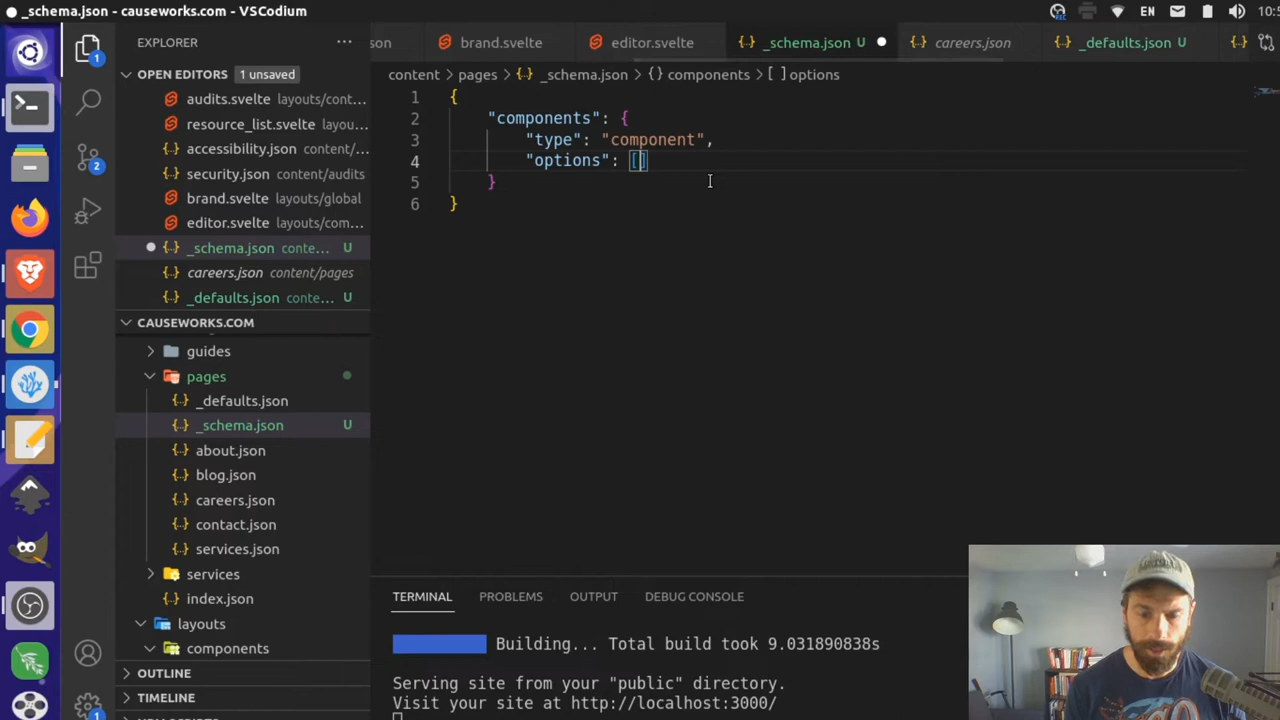 _schema.json - causeworks.com - VSCodium
EN
10:5
EXPLORER
json
brand.svelte
editor.svelte
_schema.json U
careers.json
_defaults.json U
OPEN EDITORS 1 unsaved
content > pages > _schema.json > {} components > [ ] options
audits.svelte layouts/cont...
resource_list.svelte layouts...
accessibility.json content/...
security.json content/audits
brand.svelte layouts/global
editor.svelte layouts/com...
_schema.json conte... U
careers.json content/pages
_defaults.json conte... U
CAUSEWORKS.COM
guides
pages
_defaults.json
_schema.json U
about.json
blog.json
careers.json
contact.json
services.json
services
index.json
layouts
components
OUTLINE
TIMELINE
1 {
2 "components": {
3 "type": "component",
4 "options": []
5 }
6 }
TERMINAL PROBLEMS OUTPUT DEBUG CONSOLE
Building... Total build took 9.031890838s
Serving site from your "public" directory.
Visit your site at http://localhost:3000/